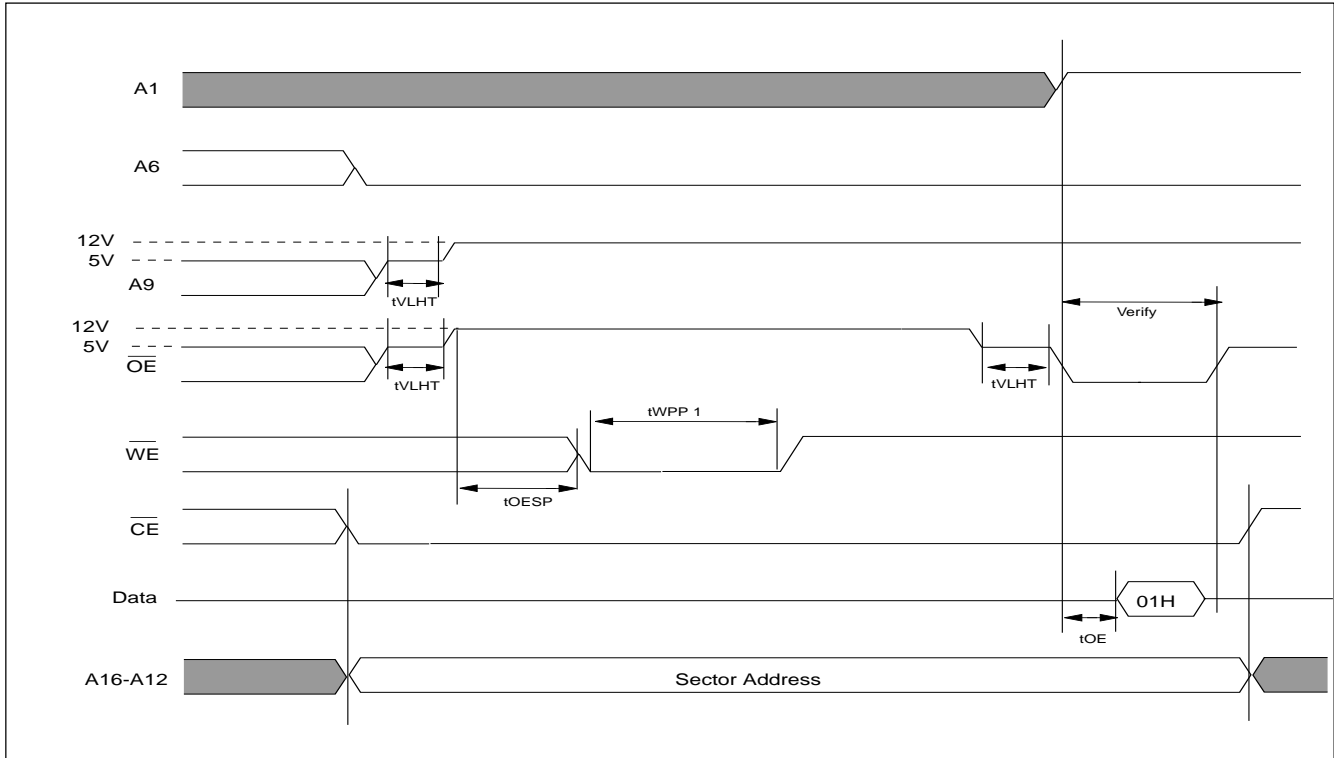 A1
A6
12V
5V
A9
tVLHT
Verify
12V
5V
OE
tVLHT
tVLHT
tWPP 1
WE
tOESP
CE
Data
01H
tOE
A16-A12
Sector Address